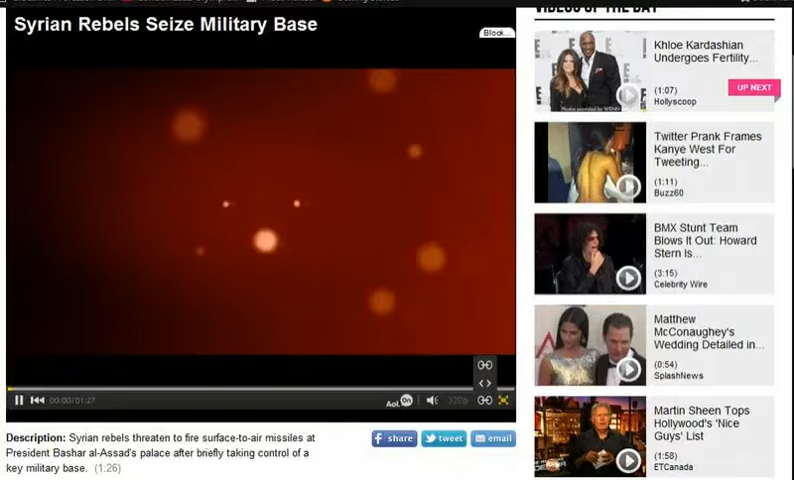 Syrian Rebels Seize Military Base
Block...
00:00/01:27
Aol On
320p
Description: Syrian rebels threaten to fire surface-to-air missiles at
President Bashar al-Assad's palace after briefly taking control of a
key military base. (1:26)
share
tweet
email
VIDEOS OF THE DAY
Khloe Kardashian
Undergoes Fertility...
(1:07)
Hollyscoop
UP NEXT
Twitter Prank Frames
Kanye West For
Tweeting...
(1:11)
Buzz60
BMX Stunt Team
Blows It Out: Howard
Stern Is...
(3:15)
Celebrity Wire
Matthew
McConaughey's
Wedding Detailed in...
(0:54)
SplashNews
Martin Sheen Tops
Hollywood's 'Nice
Guys' List
(1:58)
ETCanada